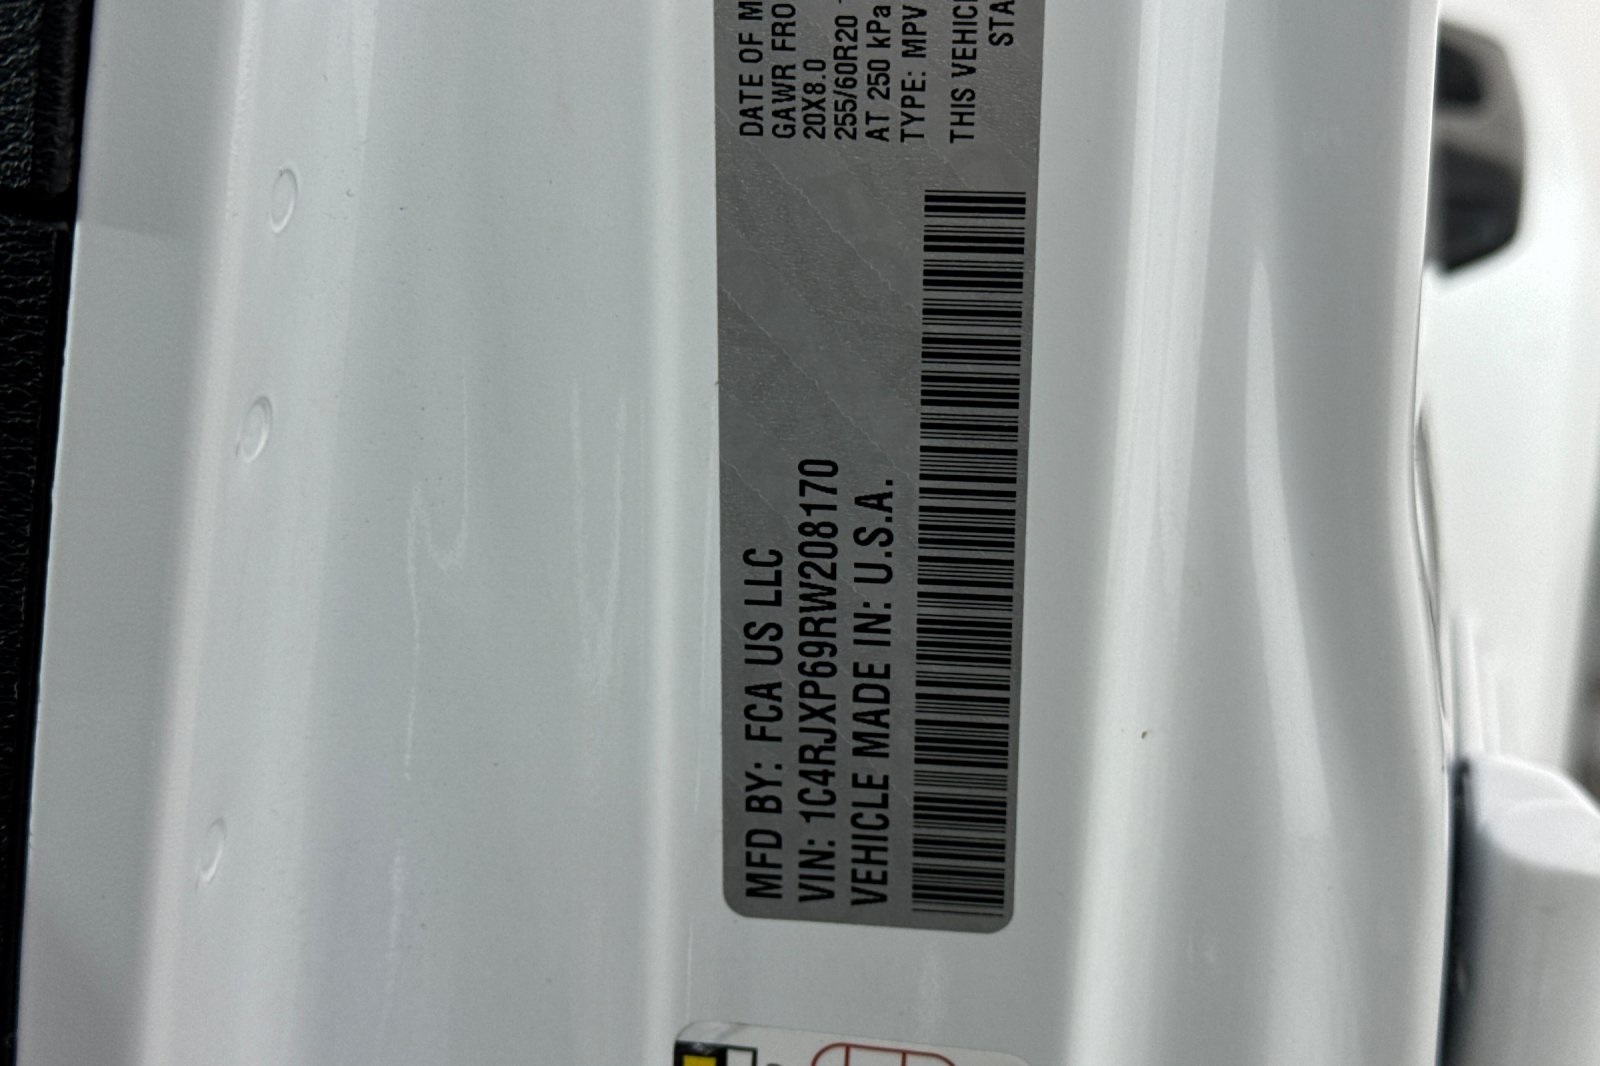 MFD BY: FCA US LLC
VIN: 1C4RJXP69RW208170
VEHICLE MADE IN: U.S.A.
DATE OF M
GAWR FRO
20X8.0
255/60R20
AT 250 kPa
TYPE: MPV
THIS VEHIC
STA